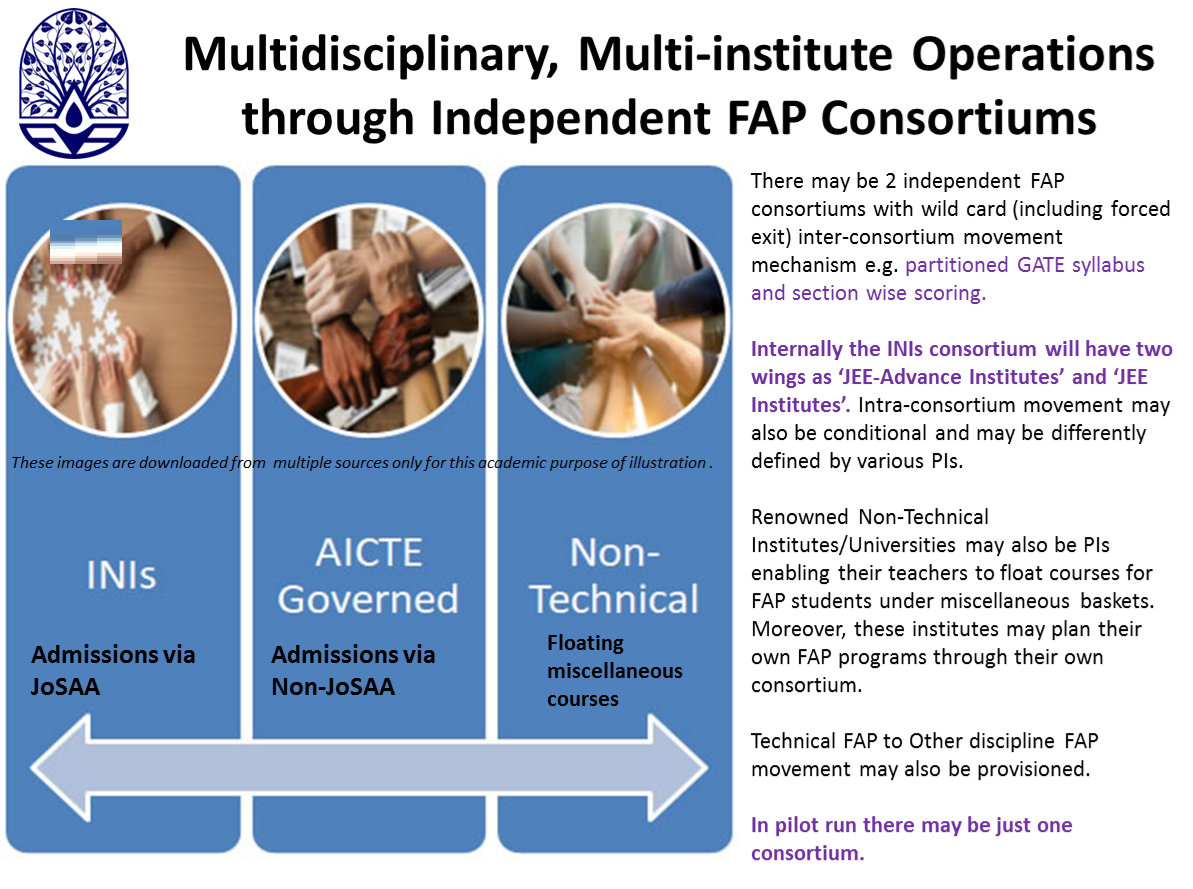 Multidisciplinary, Multi-institute Operations
through Independent FAP Consortiums
These images are downloaded from multiple sources only for this academic purpose of illustration .
INIs
Admissions via
JoSAA
AICTE
Governed
Admissions via
Non-JoSAA
Non-
Technical
Floating
miscellaneous
courses
There may be 2 independent FAP
consortiums with wild card (including forced
exit) inter-consortium movement
mechanism e.g. partitioned GATE syllabus
and section wise scoring.
Internally the INIs consortium will have two
wings as ‘JEE-Advance Institutes’ and ‘JEE
Institutes’. Intra-consortium movement may
also be conditional and may be differently
defined by various PIs.
Renowned Non-Technical
Institutes/Universities may also be PIs
enabling their teachers to float courses for
FAP students under miscellaneous baskets.
Moreover, these institutes may plan their
own FAP programs through their own
consortium.
Technical FAP to Other discipline FAP
movement may also be provisioned.
In pilot run there may be just one
consortium.